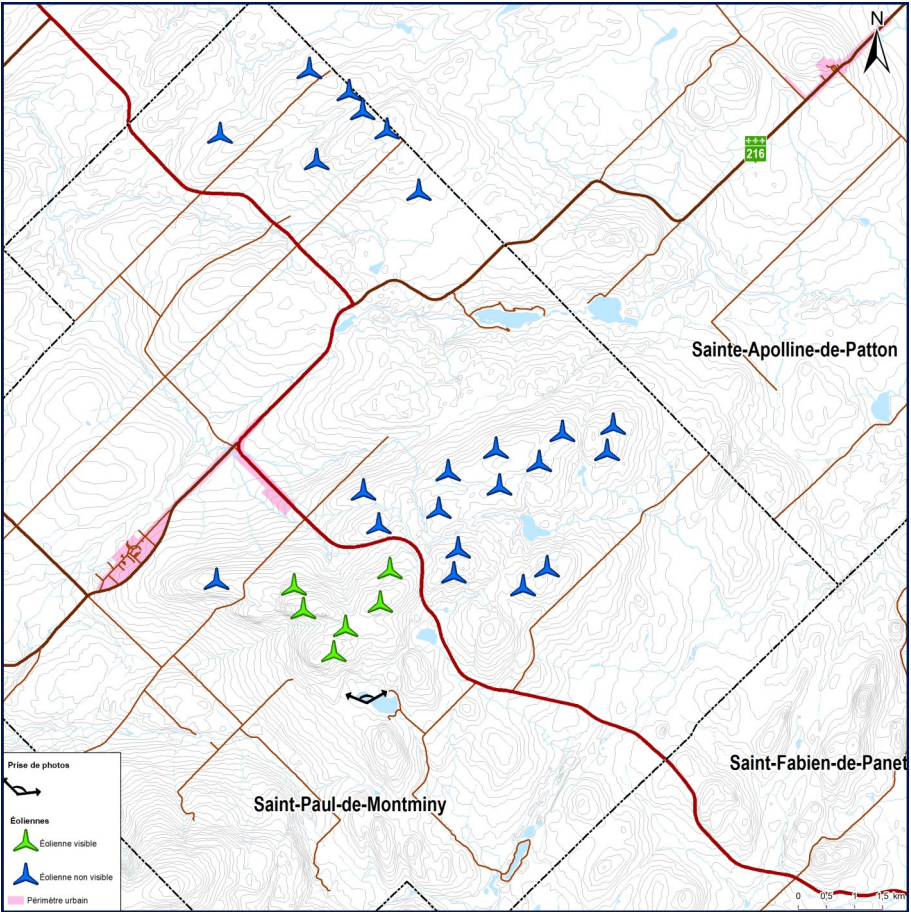 N
216
Sainte-Apolline-de-Patton
Saint-Fabien-de-Panet
Saint-Paul-de-Montminy
Prise de photos
Éoliennes
Éolienne visible
Éolienne non visible
Périmètre urbain
0 0,5 1 1,5 km